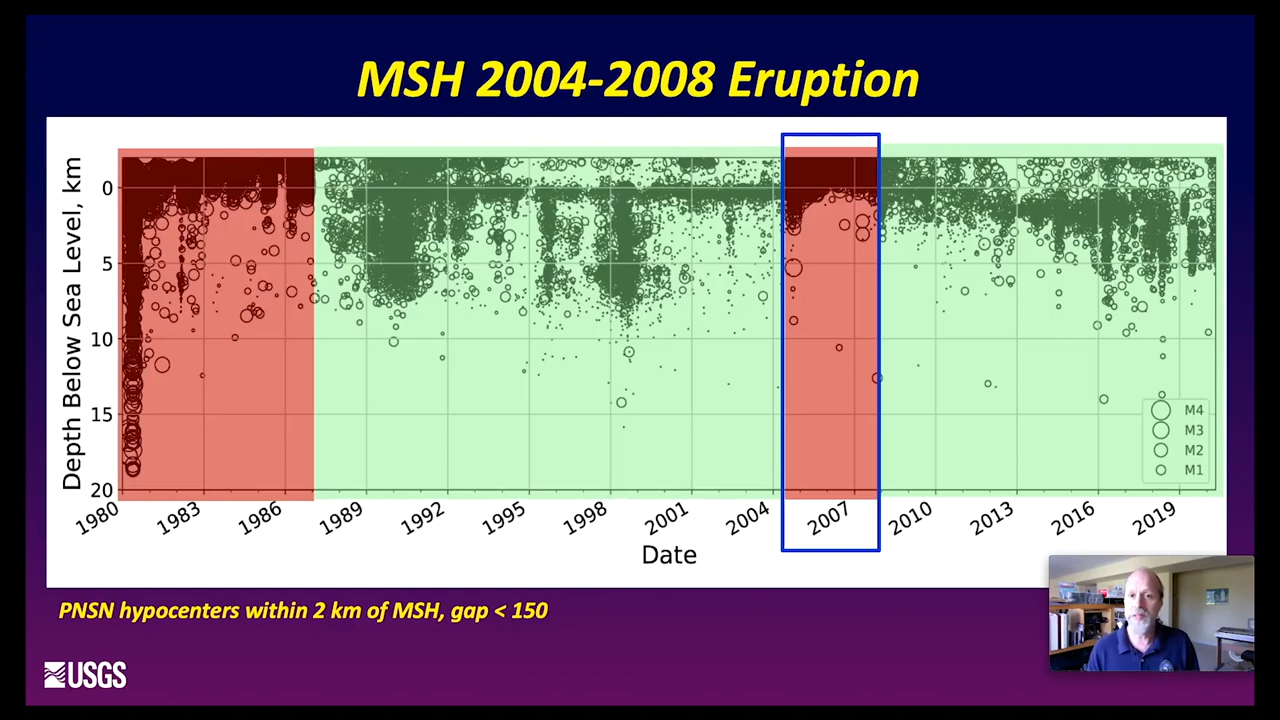 MSH 2004-2008 Eruption
Depth Below Sea Level, km
0
5
10
15
20
M4
M3
M2
M1
1980
1983
1986
1989
1992
1995
1998
2001
2004
2007
2010
2013
2016
2019
Date
PNSN hypocenters within 2 km of MSH, gap < 150
USGS